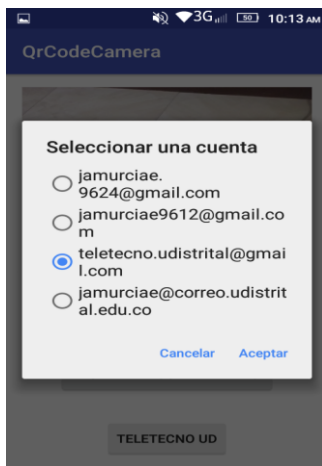 3G 50 10:13 AM
QrCodeCamera
Seleccionar una cuenta
jamurciae.
9624@gmail.com
jamurciae9612@gmail.co
m
teletecno.udistrital@gmai
l.com
jamurciae@correo.udistrit
al.edu.co
Cancelar Aceptar
TELETECNO UD